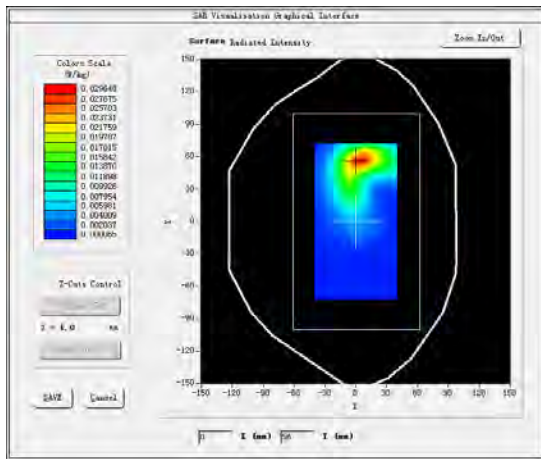 SAR Visualisation Graphical Interface
Surface Radiated Intensity
Zoom In/Out
Colors Scale
(W/kg)
0.029648
0.027675
0.025703
0.023731
0.021759
0.019787
0.017815
0.015842
0.013870
0.011898
0.009926
0.007954
0.005981
0.004009
0.002037
0.000065
150
120
90
60
30
0
-30
-60
-90
-120
-150
-150 -120 -90 -60 -30 0 30 60 90 120 150
Z-Cuts Control
mm
SAVE
Cancel
0
(mm)
56
(mm)